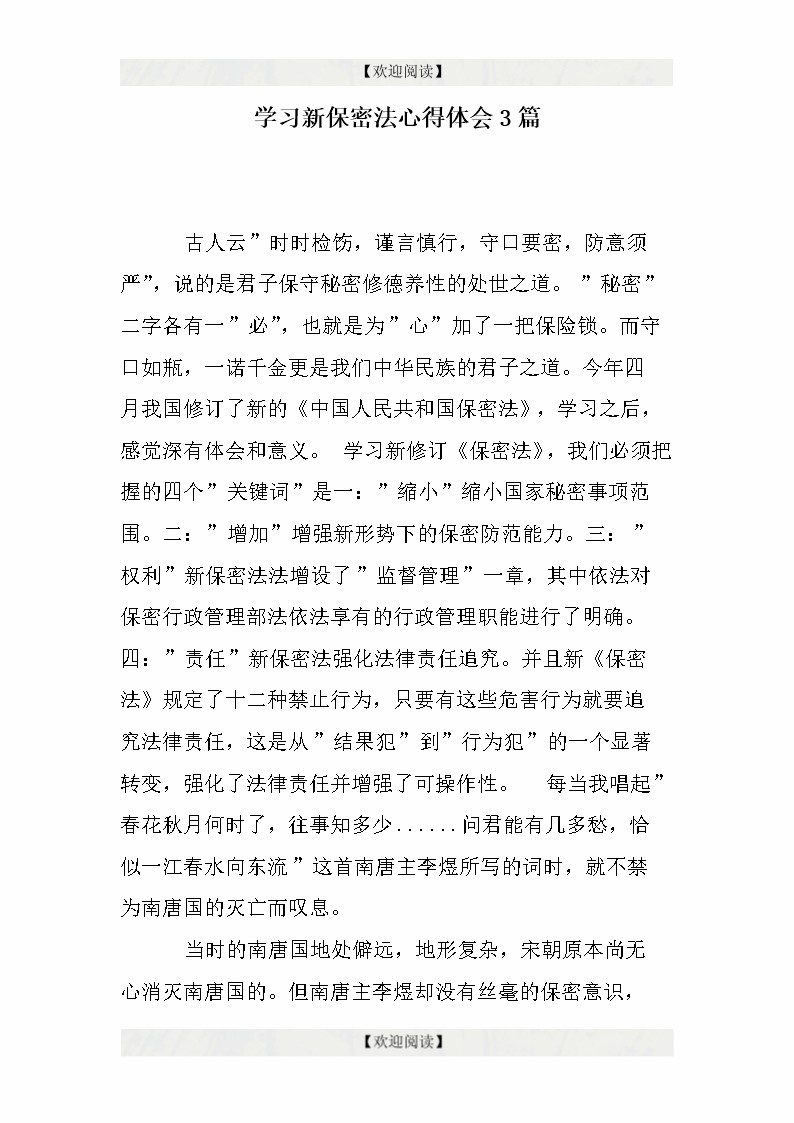 【欢迎阅读】
学习新保密法心得体会 3 篇
古人云”时时检饬，谨言慎行，守口要密，防意须
严”，说的是君子保守秘密修德养性的处世之道。 ”秘密”
二字各有一”必”，也就是为”心”加了一把保险锁。而守
口如瓶，一诺千金更是我们中华民族的君子之道。今年四
月我国修订了新的《中国人民共和国保密法》，学习之后，
感觉深有体会和意义。 学习新修订《保密法》，我们必须把
握的四个”关键词”是一：”缩小”缩小国家秘密事项范
围。二：”增加”增强新形势下的保密防范能力。三：”
权利”新保密法法增设了”监督管理”一章，其中依法对
保密行政管理部法依法享有的行政管理职能进行了明确。
四：”责任”新保密法强化法律责任追究。并且新《保密
法》规定了十二种禁止行为，只要有这些危害行为就要追
究法律责任，这是从”结果犯”到”行为犯”的一个显著
转变，强化了法律责任并增强了可操作性。 每当我唱起”
春花秋月何时了，往事知多少......问君能有几多愁，恰
似一江春水向东流”这首南唐主李煜所写的词时，就不禁
为南唐国的灭亡而叹息。
当时的南唐国地处僻远，地形复杂，宋朝原本尚无
心消灭南唐国的。但南唐主李煜却没有丝毫的保密意识，
【欢迎阅读】